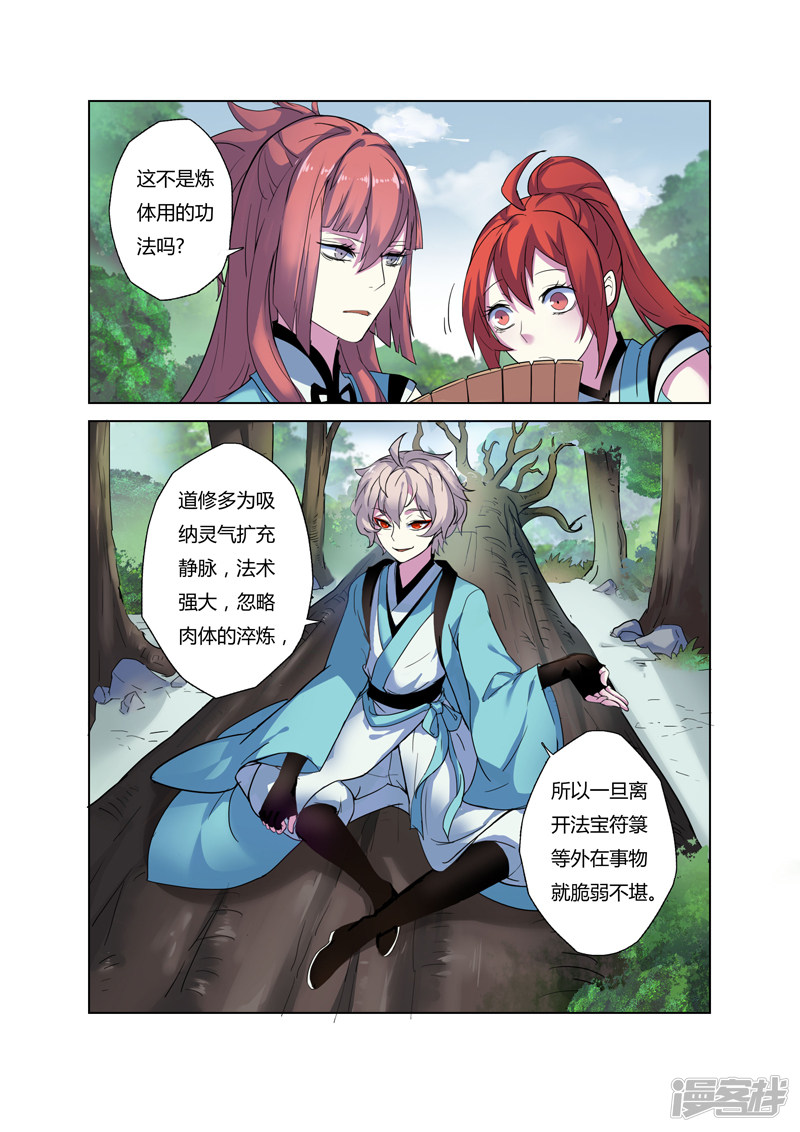 这不是炼
体用的功
法吗?
道修多为吸
纳灵气扩充
静脉，法术
强大，忽略
肉体的淬炼，
所以一旦离
开法宝符箓
等外在事物
就脆弱不堪。
漫客栈